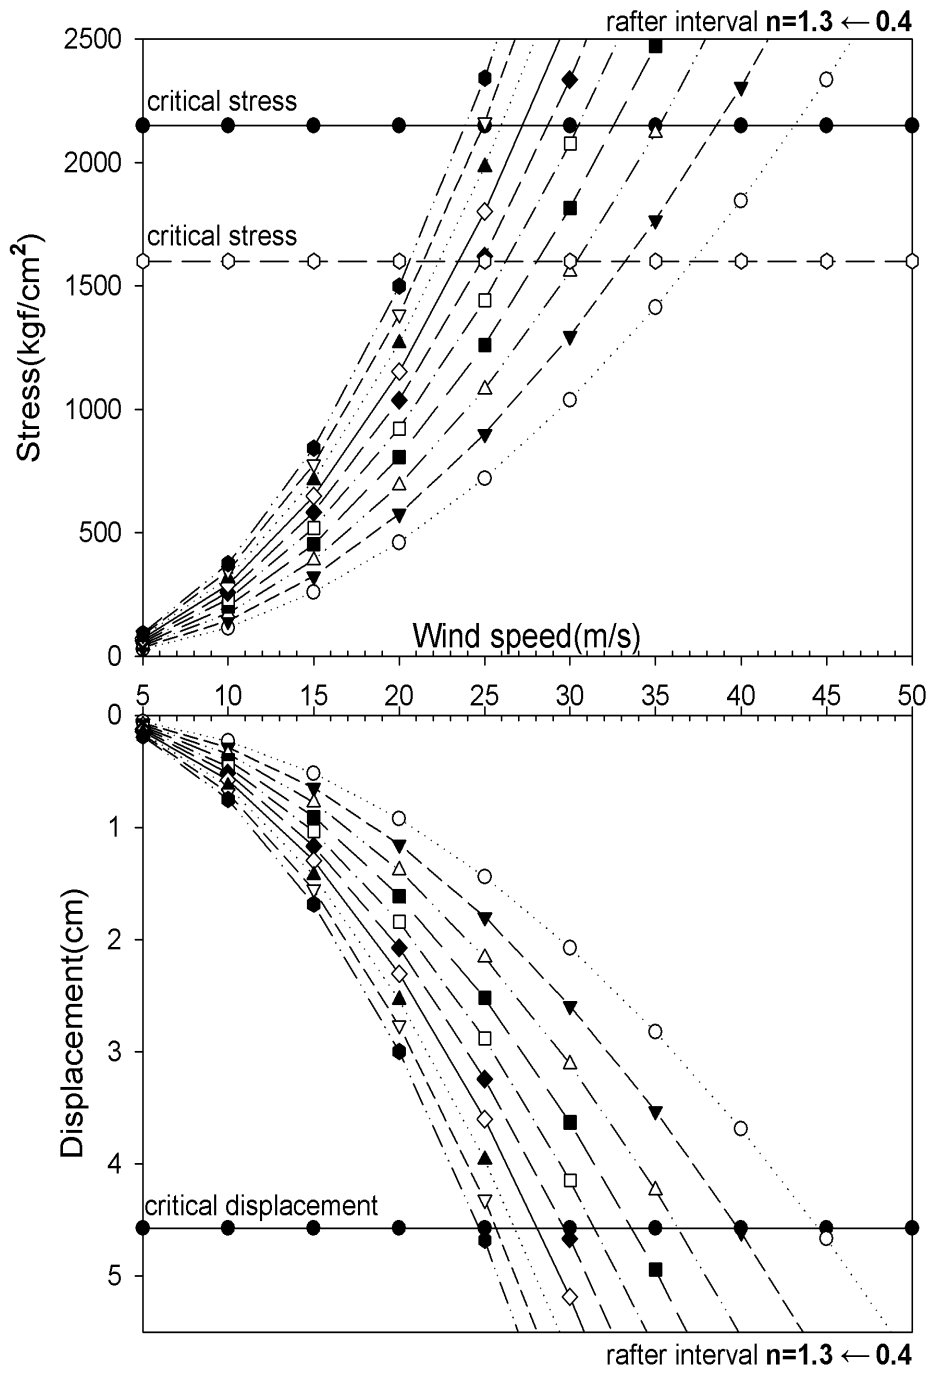 rafter interval n=1.3 ← 0.4
2500
critical stress
2000
critical stress
1500
Stress(kgf/cm²)
1000
500
Wind speed(m/s)
0
5 10 15 20 25 30 35 40 45 50
0
1
2
Displacement(cm)
3
4
critical displacement
5
rafter interval n=1.3 ← 0.4